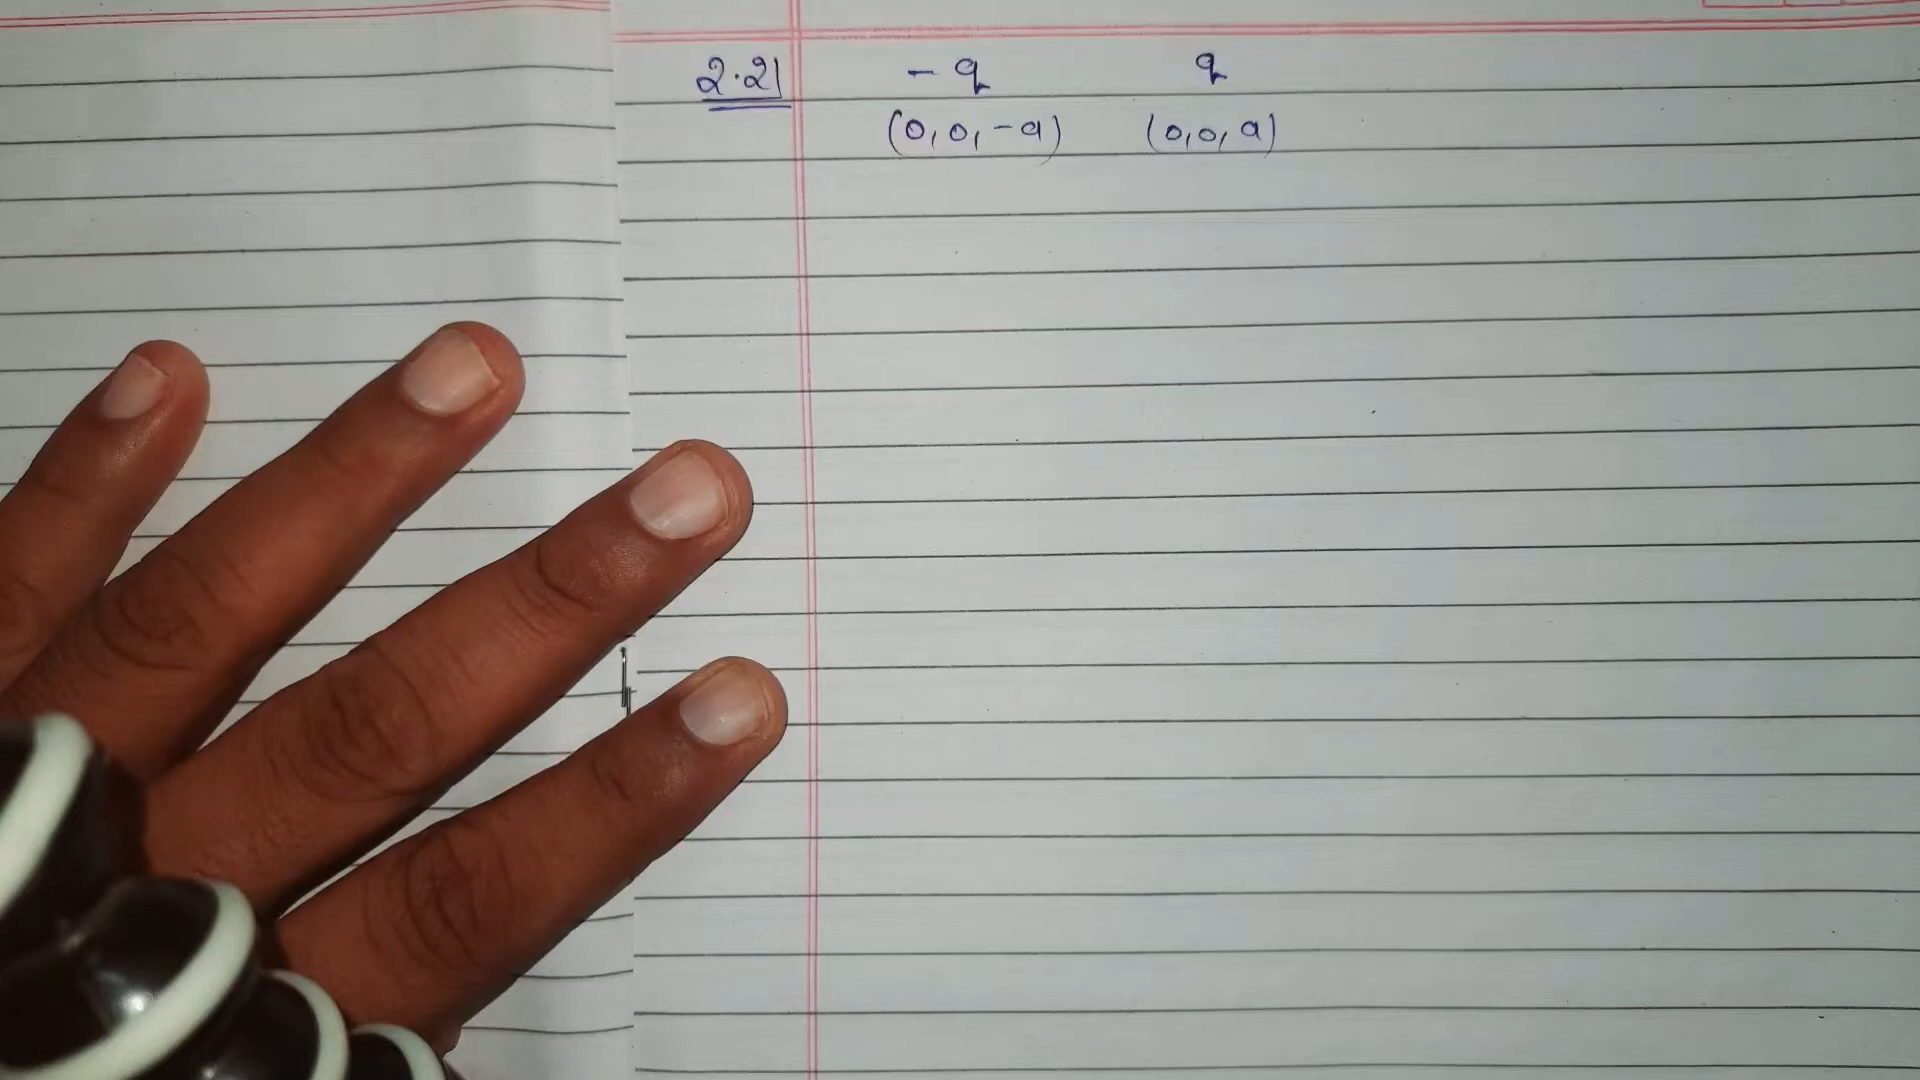 2.21 - q q
(0, 0, -a) (0, 0, a)